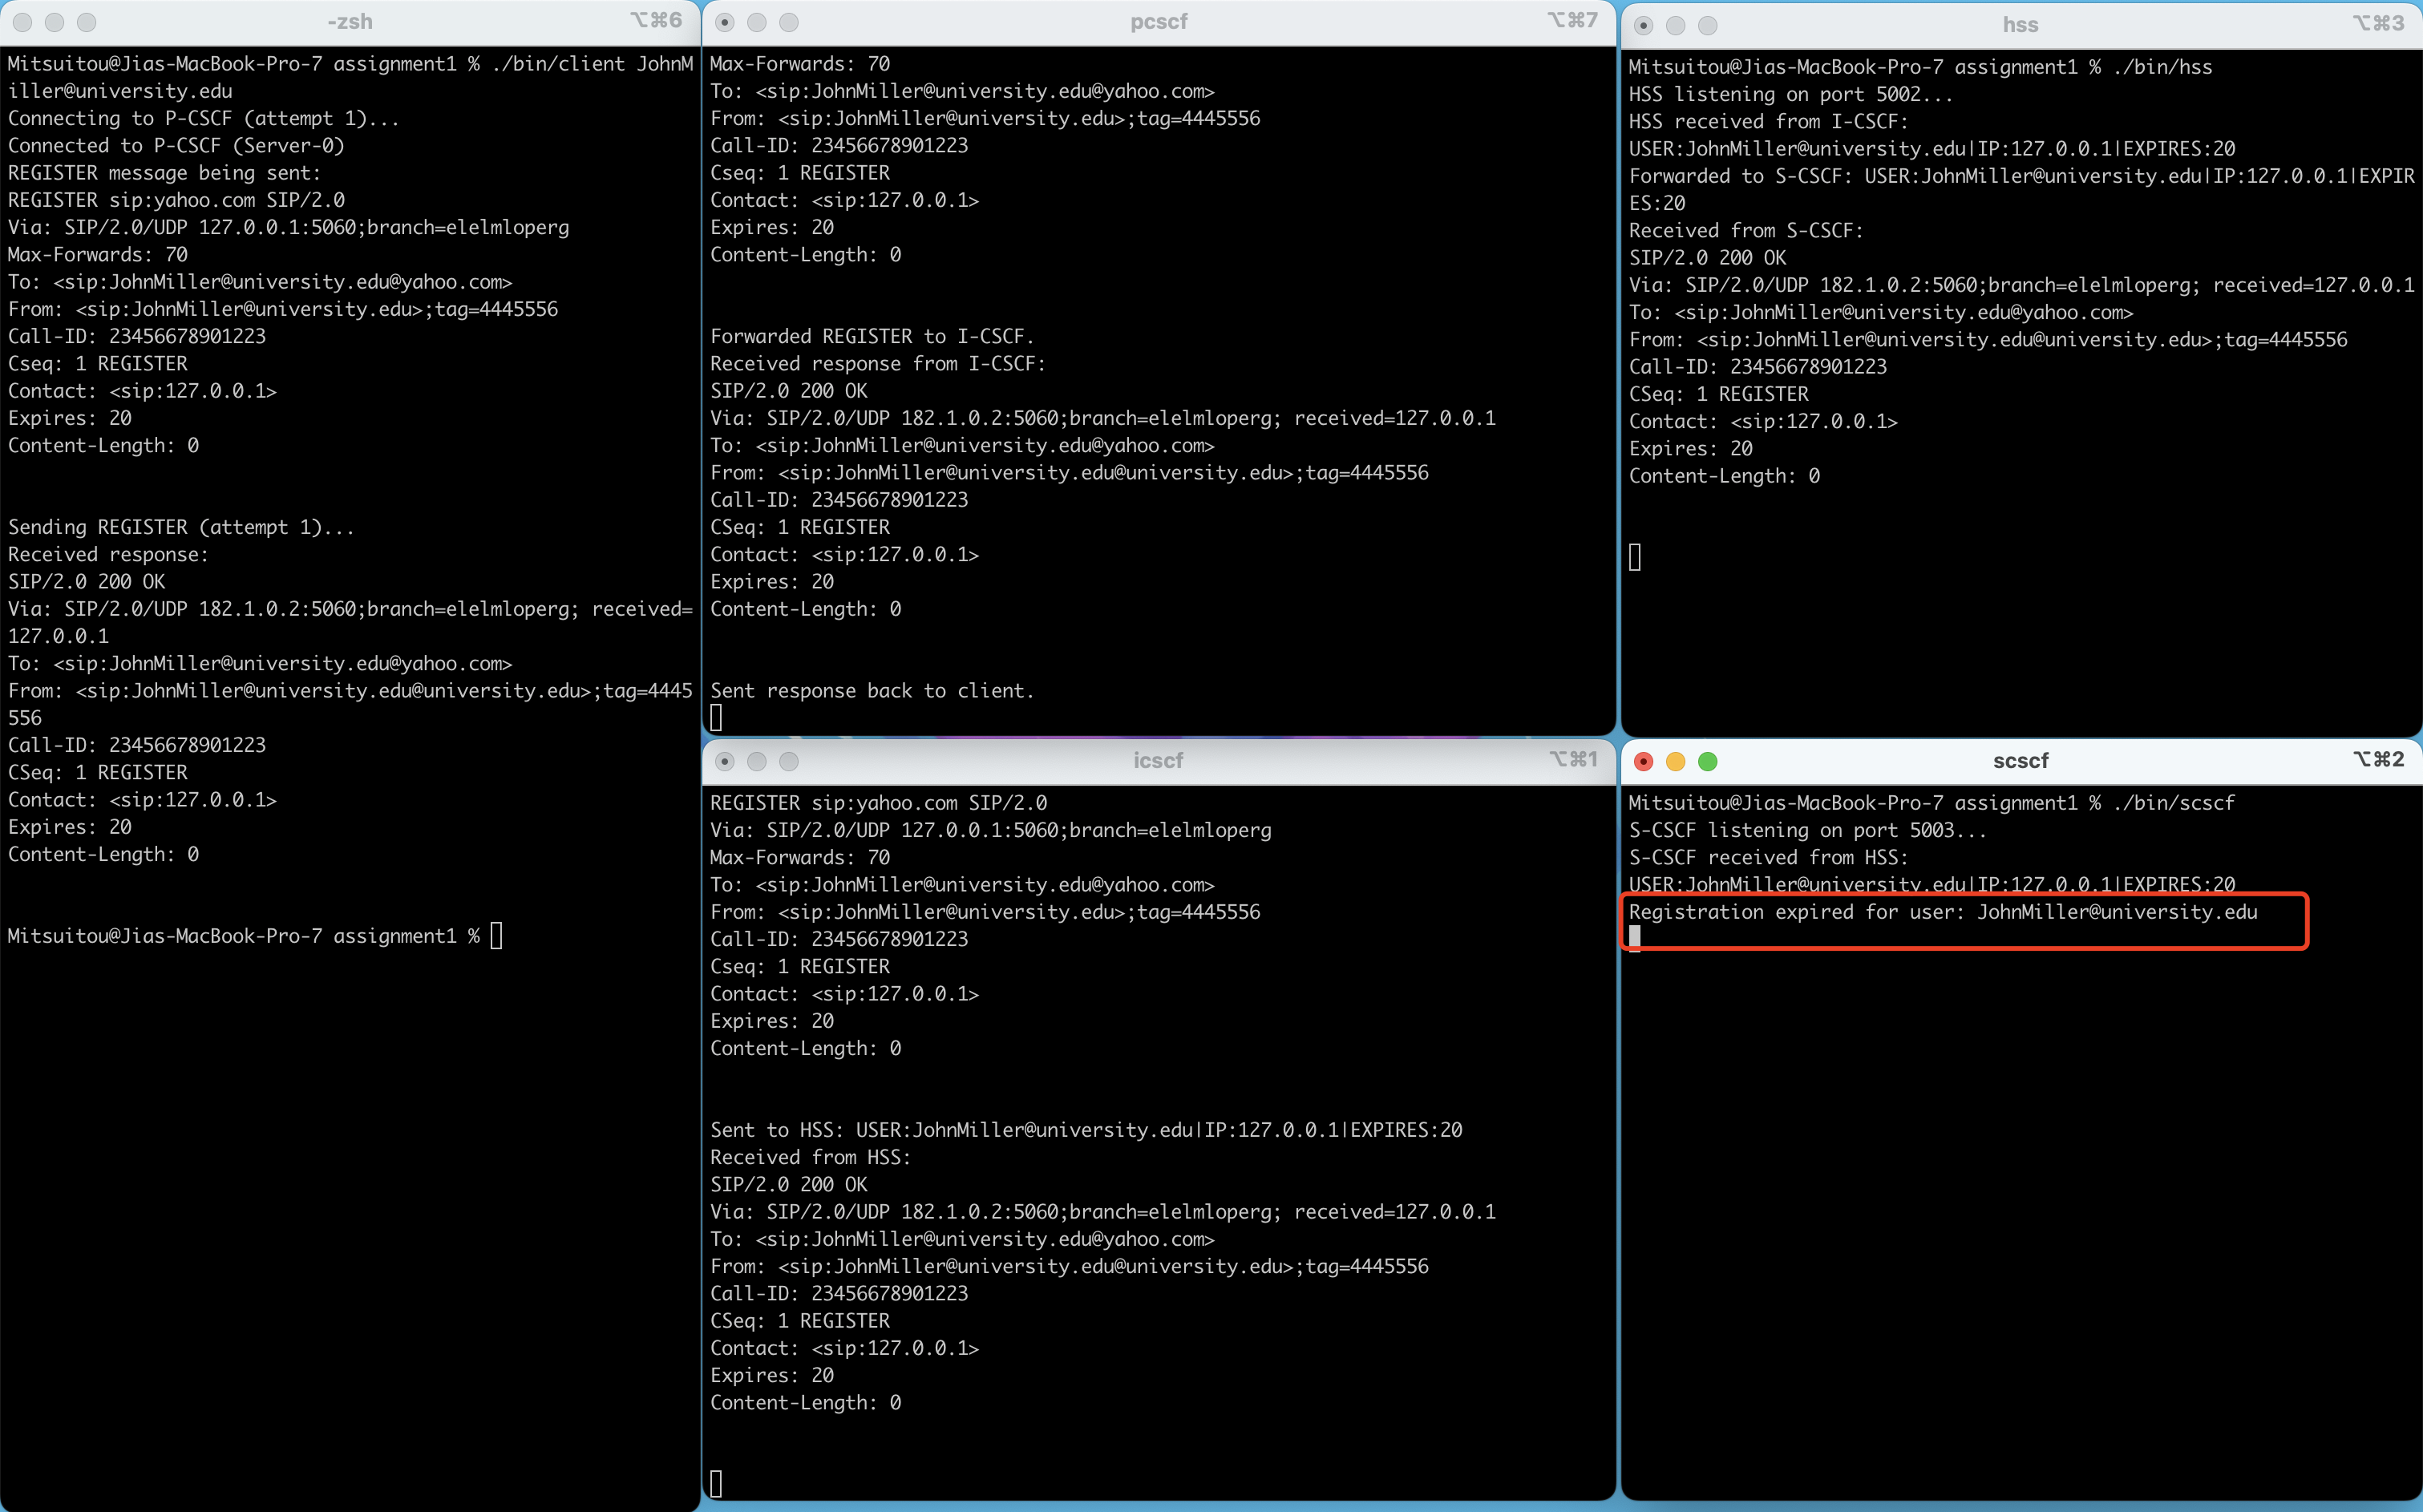 -zsh
⌥⌘6
Mitsuitou@Jias-MacBook-Pro-7 assignment1 % ./bin/client JohnM
iller@university.edu
Connecting to P-CSCF (attempt 1)...
Connected to P-CSCF (Server-0)
REGISTER message being sent:
REGISTER sip:yahoo.com SIP/2.0
Via: SIP/2.0/UDP 127.0.0.1:5060;branch=elelmloperg
Max-Forwards: 70
To: <sip:JohnMiller@university.edu@yahoo.com>
From: <sip:JohnMiller@university.edu>;tag=4445556
Call-ID: 23456678901223
Cseq: 1 REGISTER
Contact: <sip:127.0.0.1>
Expires: 20
Content-Length: 0
Sending REGISTER (attempt 1)...
Received response:
SIP/2.0 200 OK
Via: SIP/2.0/UDP 182.1.0.2:5060;branch=elelmloperg; received=
127.0.0.1
To: <sip:JohnMiller@university.edu@yahoo.com>
From: <sip:JohnMiller@university.edu@university.edu>;tag=4445
556
Call-ID: 23456678901223
CSeq: 1 REGISTER
Contact: <sip:127.0.0.1>
Expires: 20
Content-Length: 0
Mitsuitou@Jias-MacBook-Pro-7 assignment1 %
pcscf
⌥⌘7
Max-Forwards: 70
To: <sip:JohnMiller@university.edu@yahoo.com>
From: <sip:JohnMiller@university.edu>;tag=4445556
Call-ID: 23456678901223
Cseq: 1 REGISTER
Contact: <sip:127.0.0.1>
Expires: 20
Content-Length: 0
Forwarded REGISTER to I-CSCF.
Received response from I-CSCF:
SIP/2.0 200 OK
Via: SIP/2.0/UDP 182.1.0.2:5060;branch=elelmloperg; received=127.0.0.1
To: <sip:JohnMiller@university.edu@yahoo.com>
From: <sip:JohnMiller@university.edu@university.edu>;tag=4445556
Call-ID: 23456678901223
CSeq: 1 REGISTER
Contact: <sip:127.0.0.1>
Expires: 20
Content-Length: 0
Sent response back to client.
hss
⌥⌘3
Mitsuitou@Jias-MacBook-Pro-7 assignment1 % ./bin/hss
HSS listening on port 5002...
HSS received from I-CSCF:
USER:JohnMiller@university.edu|IP:127.0.0.1|EXPIRES:20
Forwarded to S-CSCF: USER:JohnMiller@university.edu|IP:127.0.0.1|EXPIR
ES:20
Received from S-CSCF:
SIP/2.0 200 OK
Via: SIP/2.0/UDP 182.1.0.2:5060;branch=elelmloperg; received=127.0.0.1
To: <sip:JohnMiller@university.edu@yahoo.com>
From: <sip:JohnMiller@university.edu@university.edu>;tag=4445556
Call-ID: 23456678901223
CSeq: 1 REGISTER
Contact: <sip:127.0.0.1>
Expires: 20
Content-Length: 0
icscf
⌥⌘1
REGISTER sip:yahoo.com SIP/2.0
Via: SIP/2.0/UDP 127.0.0.1:5060;branch=elelmloperg
Max-Forwards: 70
To: <sip:JohnMiller@university.edu@yahoo.com>
From: <sip:JohnMiller@university.edu>;tag=4445556
Call-ID: 23456678901223
Cseq: 1 REGISTER
Contact: <sip:127.0.0.1>
Expires: 20
Content-Length: 0
Sent to HSS: USER:JohnMiller@university.edu|IP:127.0.0.1|EXPIRES:20
Received from HSS:
SIP/2.0 200 OK
Via: SIP/2.0/UDP 182.1.0.2:5060;branch=elelmloperg; received=127.0.0.1
To: <sip:JohnMiller@university.edu@yahoo.com>
From: <sip:JohnMiller@university.edu@university.edu>;tag=4445556
Call-ID: 23456678901223
CSeq: 1 REGISTER
Contact: <sip:127.0.0.1>
Expires: 20
Content-Length: 0
scscf
⌥⌘2
Mitsuitou@Jias-MacBook-Pro-7 assignment1 % ./bin/scscf
S-CSCF listening on port 5003...
S-CSCF received from HSS:
USER:JohnMiller@university.edu|IP:127.0.0.1|EXPIRES:20
Registration expired for user: JohnMiller@university.edu